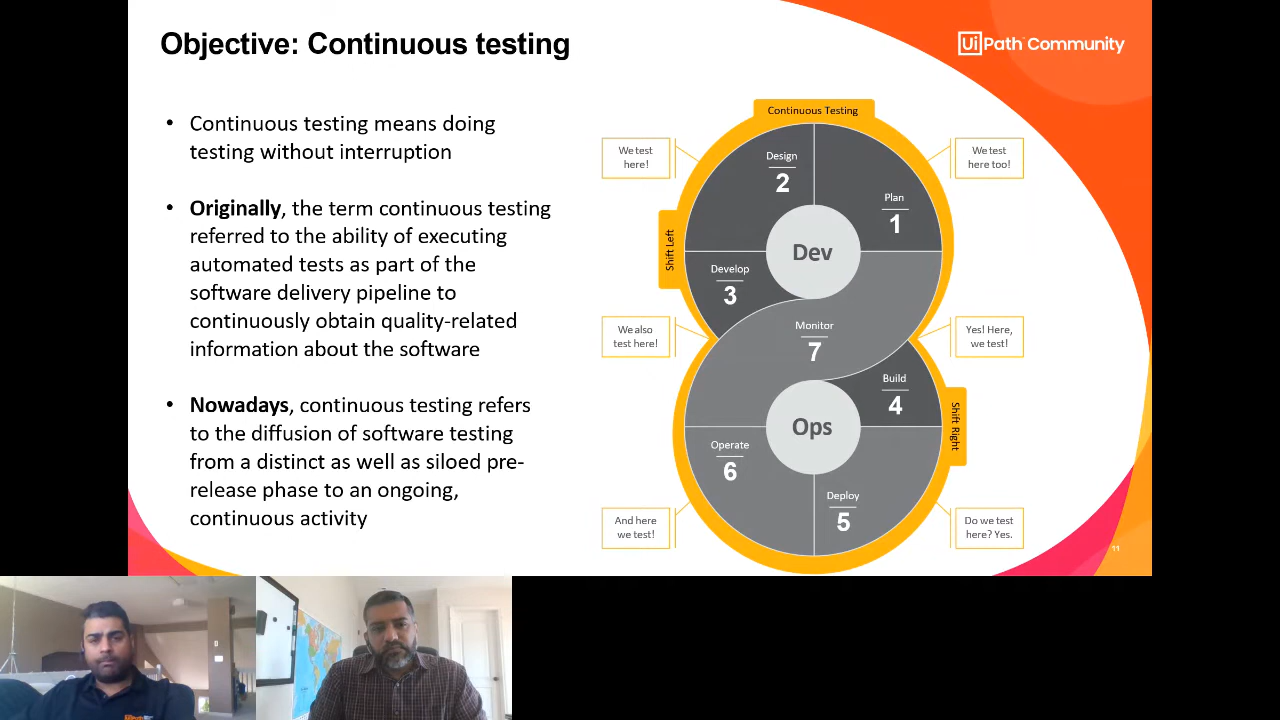 Objective: Continuous testing
UiPath Community
• Continuous testing means doing
testing without interruption
• Originally, the term continuous testing
referred to the ability of executing
automated tests as part of the
software delivery pipeline to
continuously obtain quality-related
information about the software
• Nowadays, continuous testing refers
to the diffusion of software testing
from a distinct as well as siloed pre-
release phase to an ongoing,
continuous activity
Continuous Testing
We test
here!
We test
here too!
Design
2
Plan
1
Shift Left
Dev
Develop
3
We also
test here!
Monitor
7
Yes! Here,
we test!
Build
4
Shift Right
Ops
Operate
6
Deploy
5
And here
we test!
Do we test
here? Yes.
11
UiPath